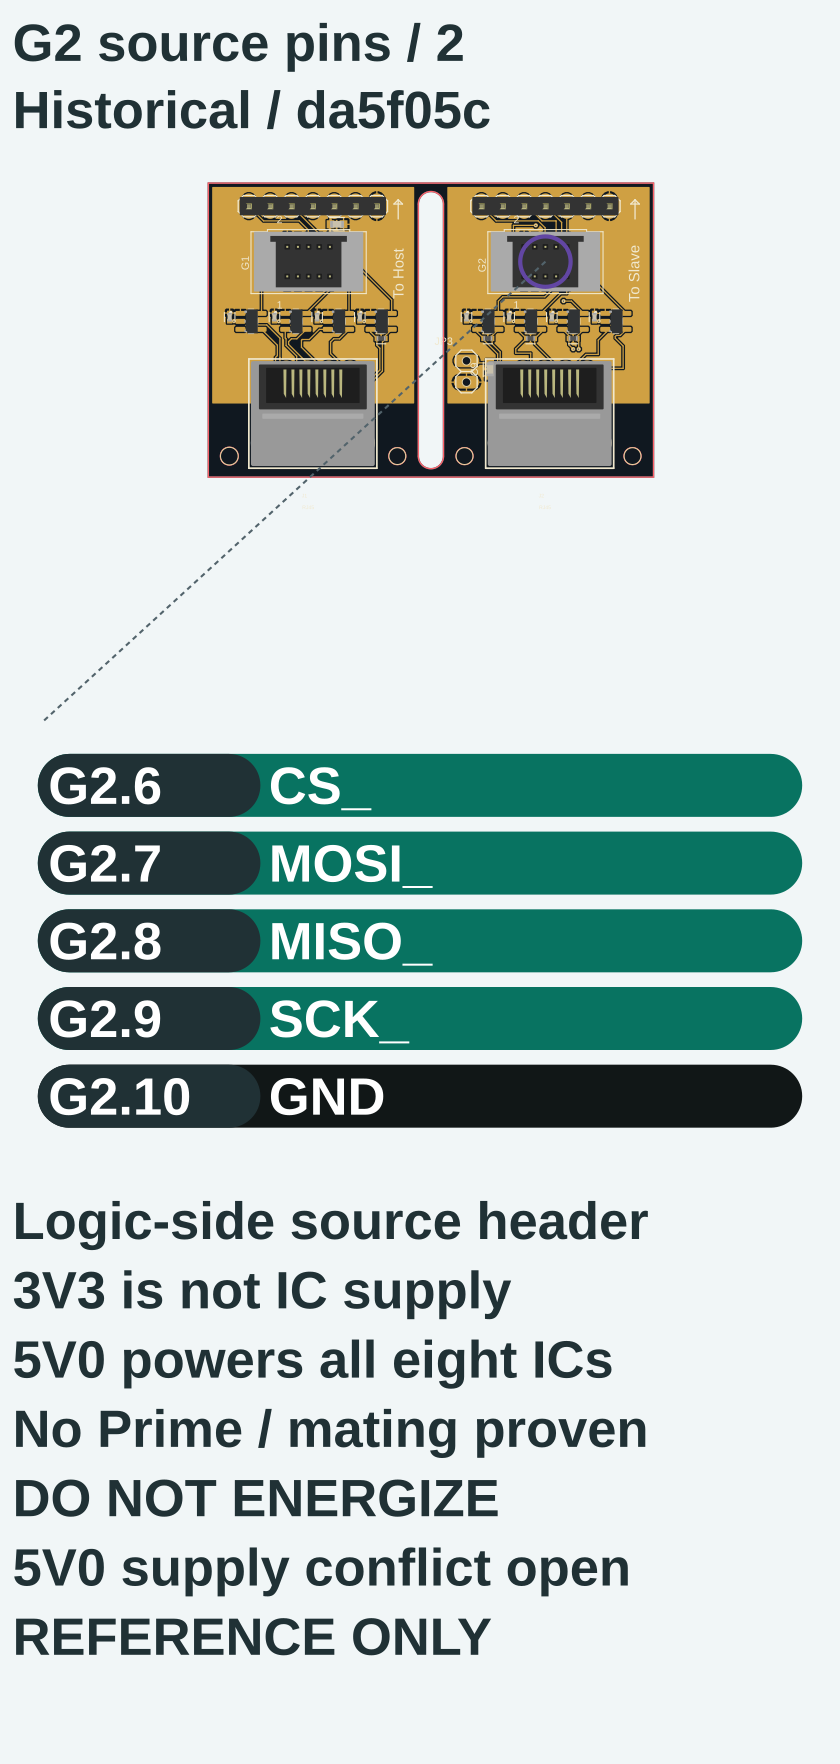 G2 source pins / 2
Historical / da5f05c
To Host
To Slave
G1
G2
1
1
G2.6 CS_
G2.7 MOSI_
G2.8 MISO_
G2.9 SCK_
G2.10 GND
Logic-side source header
3V3 is not IC supply
5V0 powers all eight ICs
No Prime / mating proven
DO NOT ENERGIZE
5V0 supply conflict open
REFERENCE ONLY